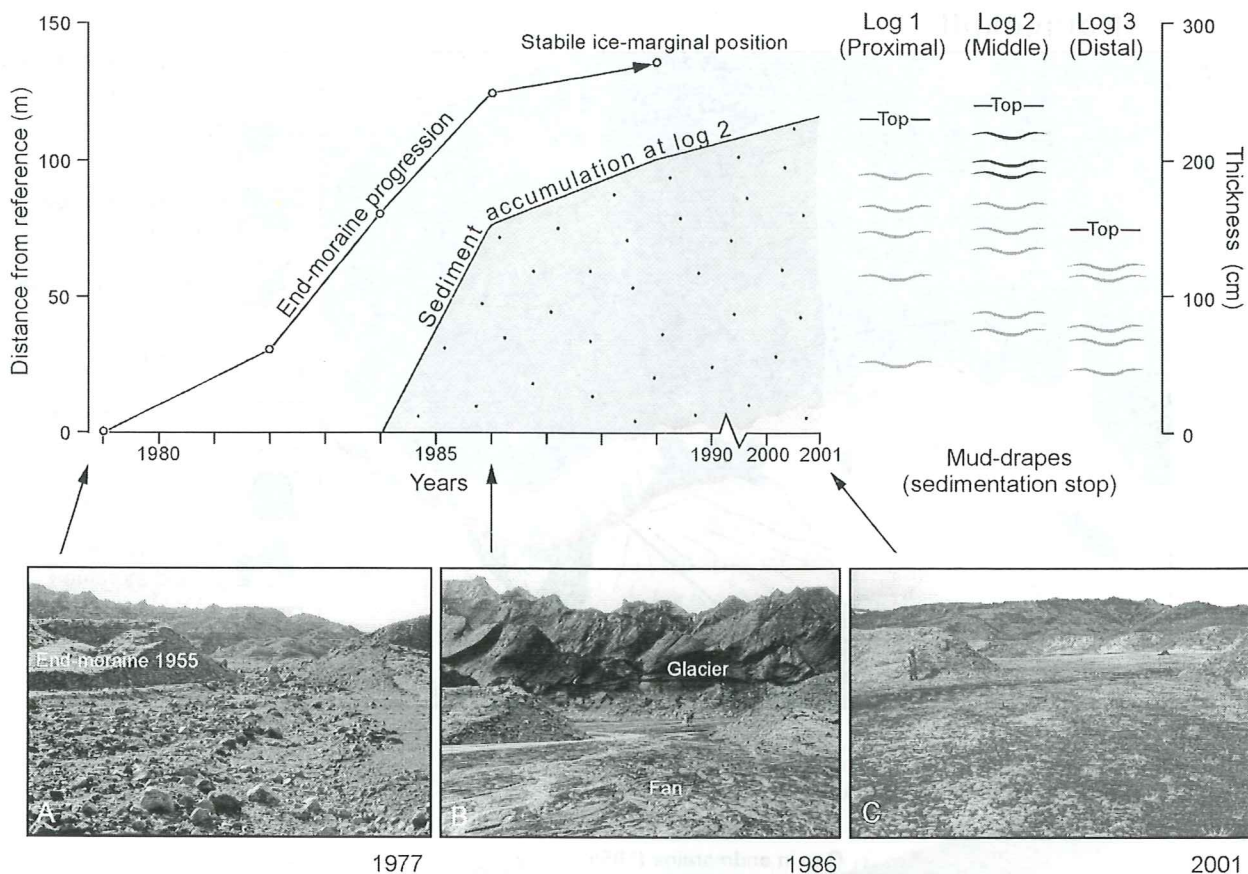 150
100
50
0
Distance from reference (m)
Stabile ice-marginal position
End-moraine progression
Sediment accumulation at log 2
1980
1985
1990
2000
2001
Years
Log 1
(Proximal)
Log 2
(Middle)
Log 3
(Distal)
Top
Top
Top
300
200
100
0
Thickness (cm)
Mud-drapes
(sedimentation stop)
End-moraine 1955
A
1977
Glacier
Fan
B
1986
C
2001